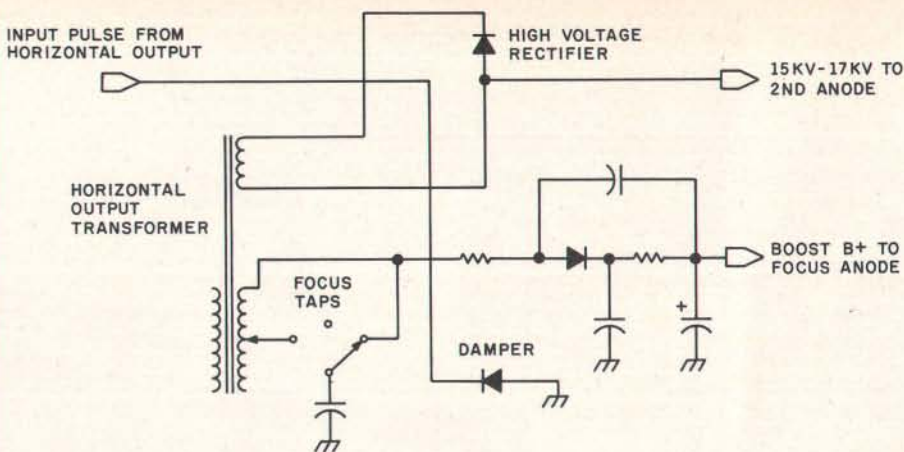 INPUT PULSE FROM
HORIZONTAL OUTPUT
HIGH VOLTAGE
RECTIFIER
15KV-17KV TO
2ND ANODE
HORIZONTAL
OUTPUT
TRANSFORMER
FOCUS
TAPS
BOOST B+ TO
FOCUS ANODE
+
DAMPER